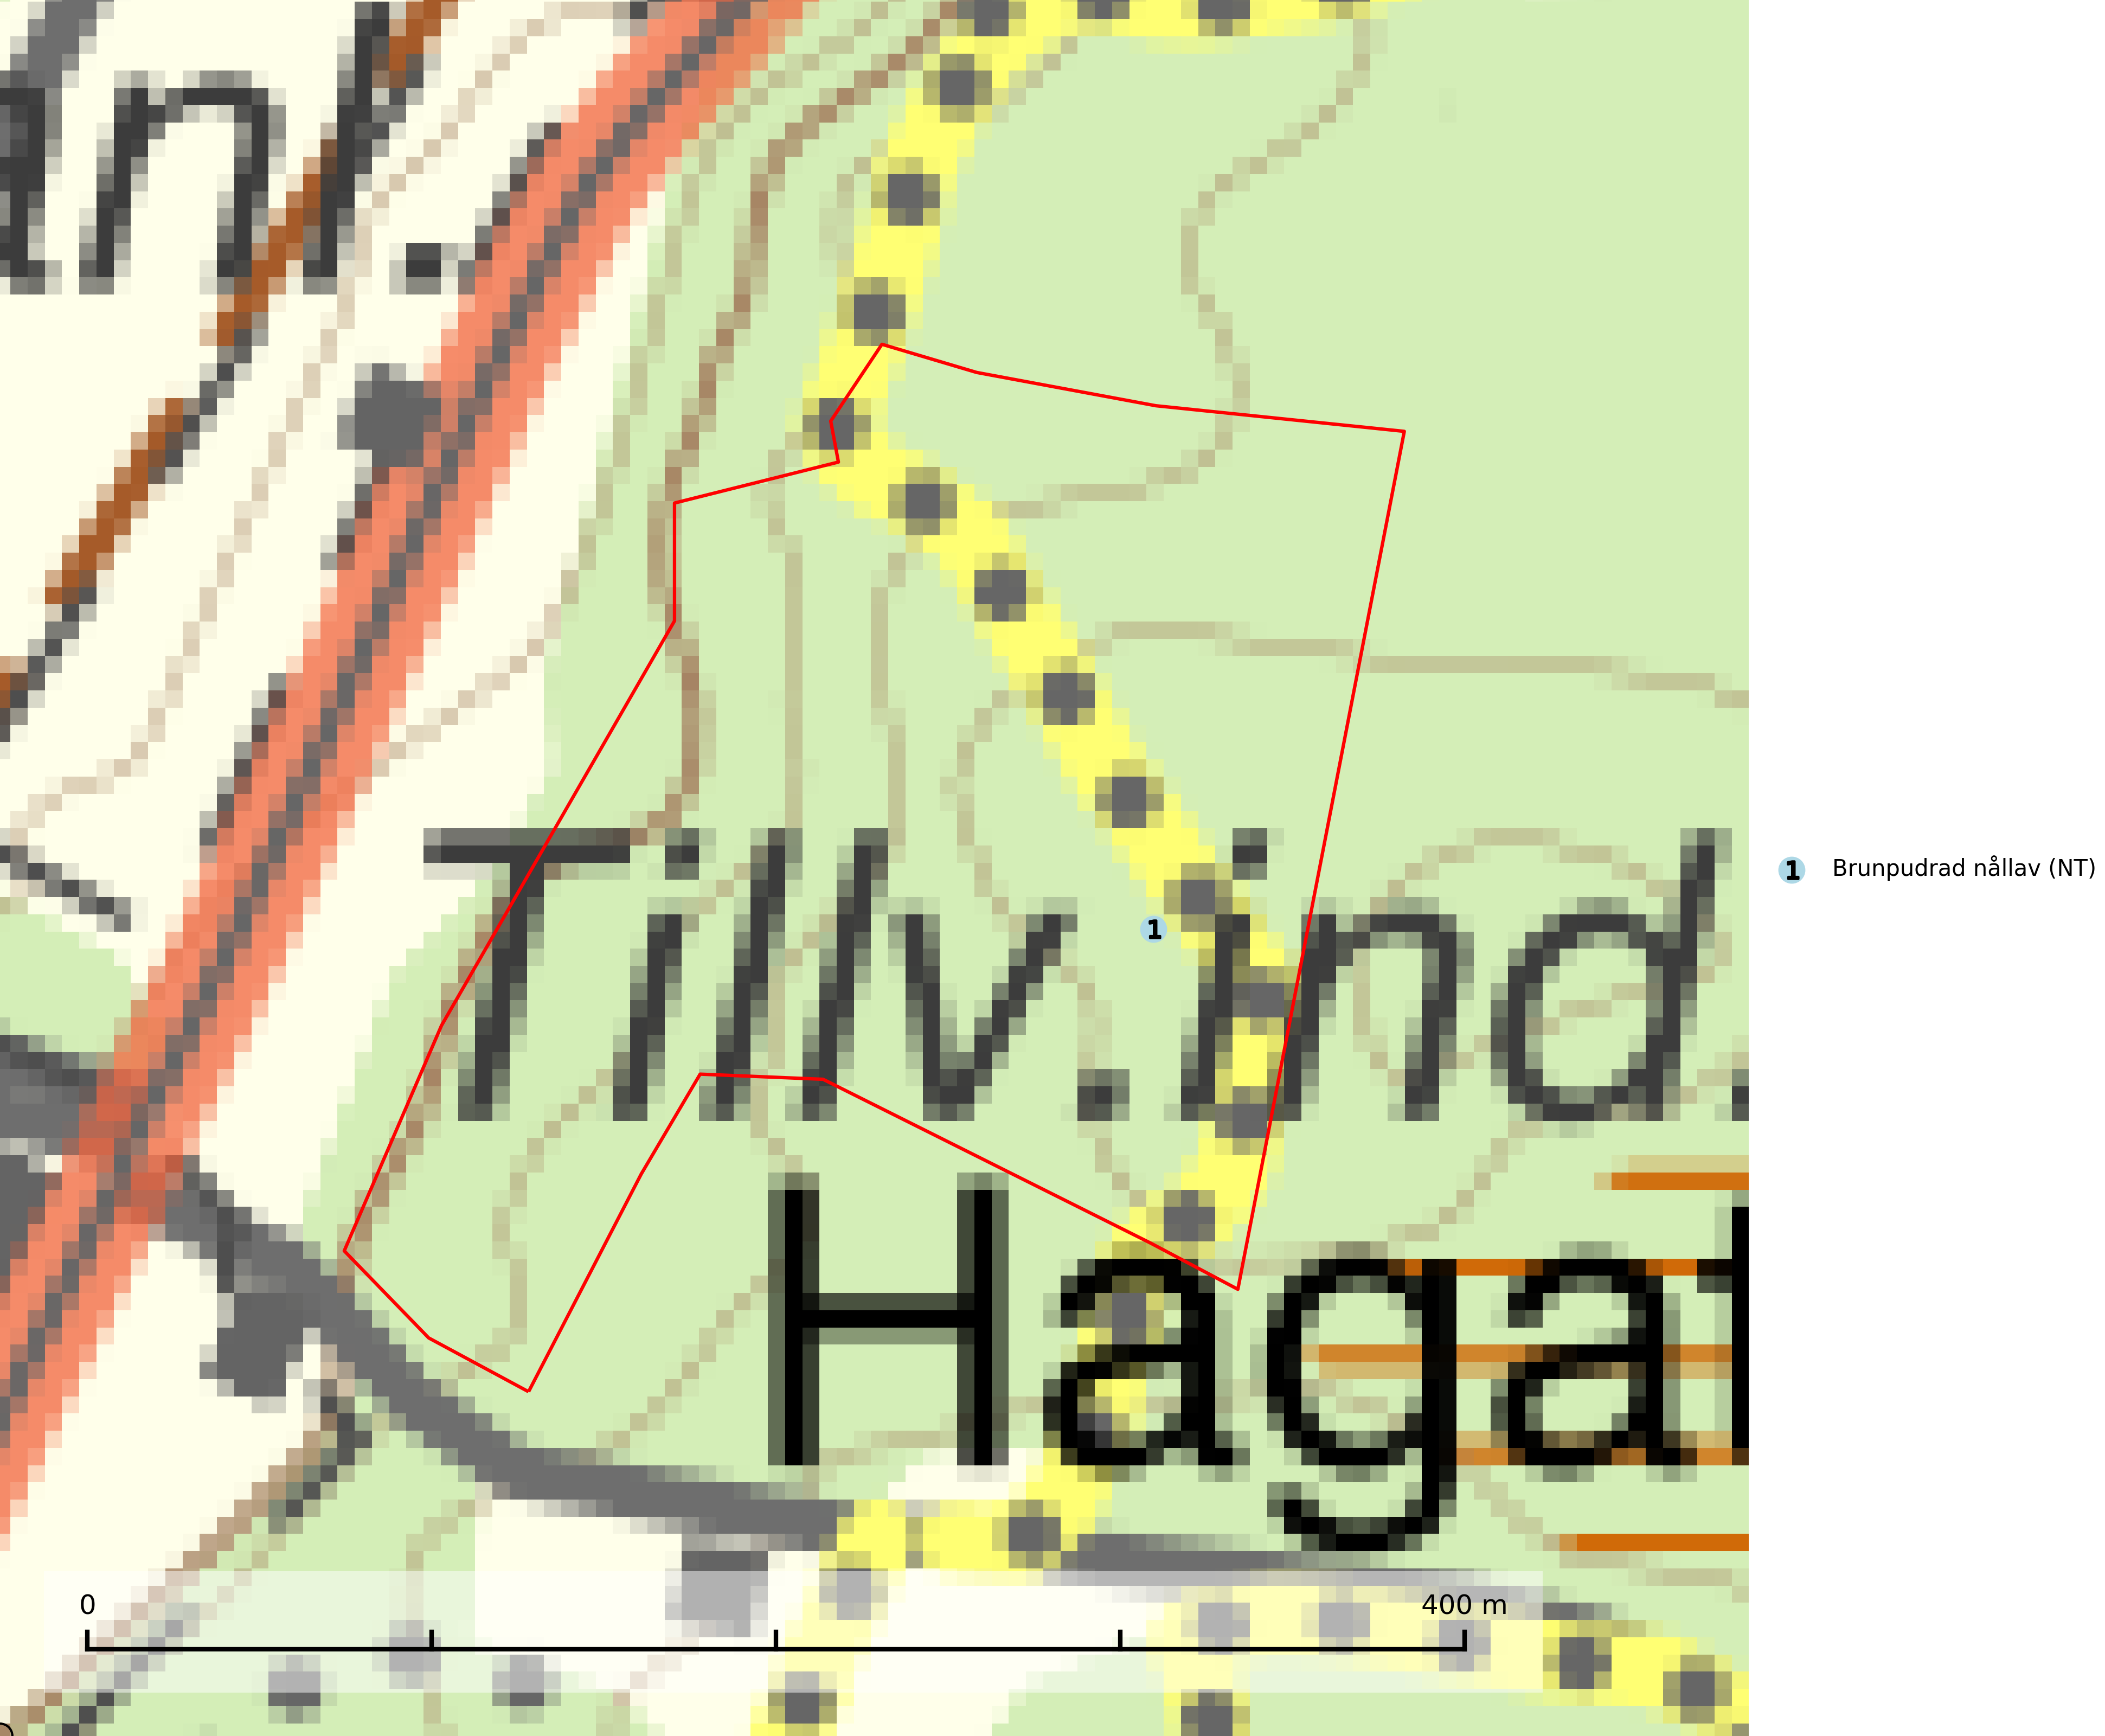 Tillv.ind.
1
1 Brunpudrad nållav (NT)
Haga
0 400 m